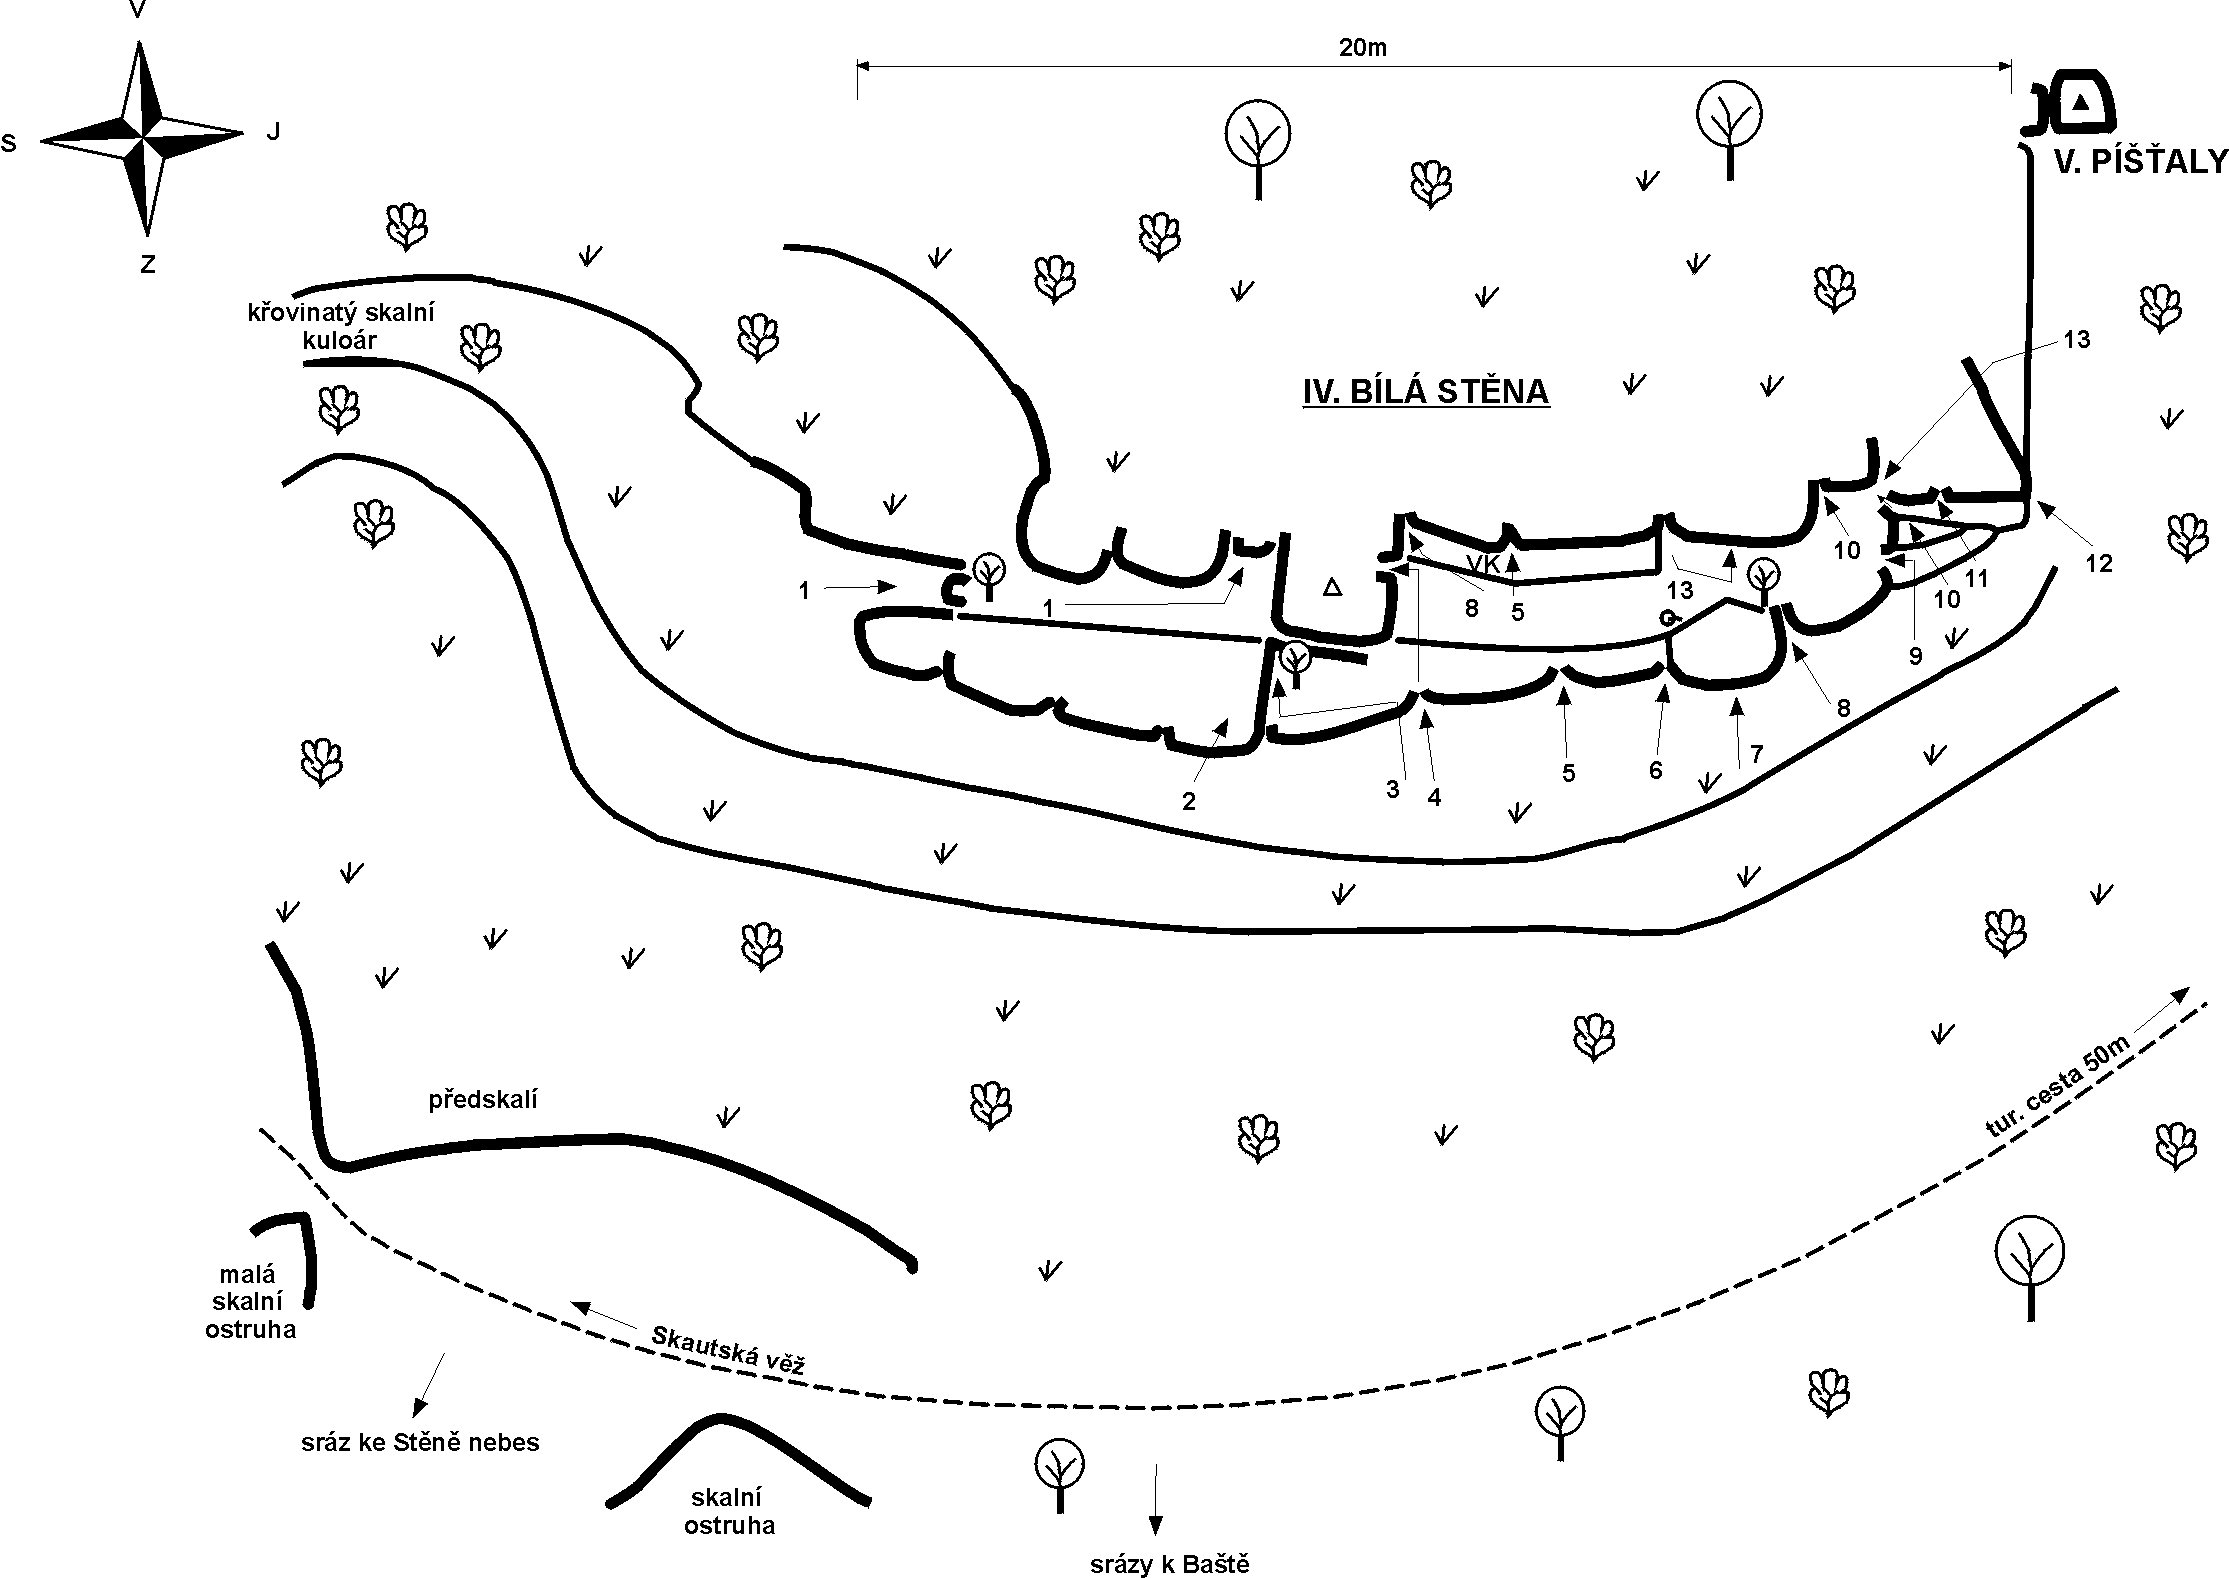 V
20m
S
J
V. PÍŠŤALY
Z
křovinatý skalní
kuloár
13
IV. BÍLÁ STĚNA
10
VK
12
11
1
13
10
1
8
5
Q
9
8
7
5
6
3
4
2
předskalí
tur. cesta 50m
malá
skalní
ostruha
Skautská věž
sráz ke Stěně nebes
skalní
ostruha
srázy k Baště